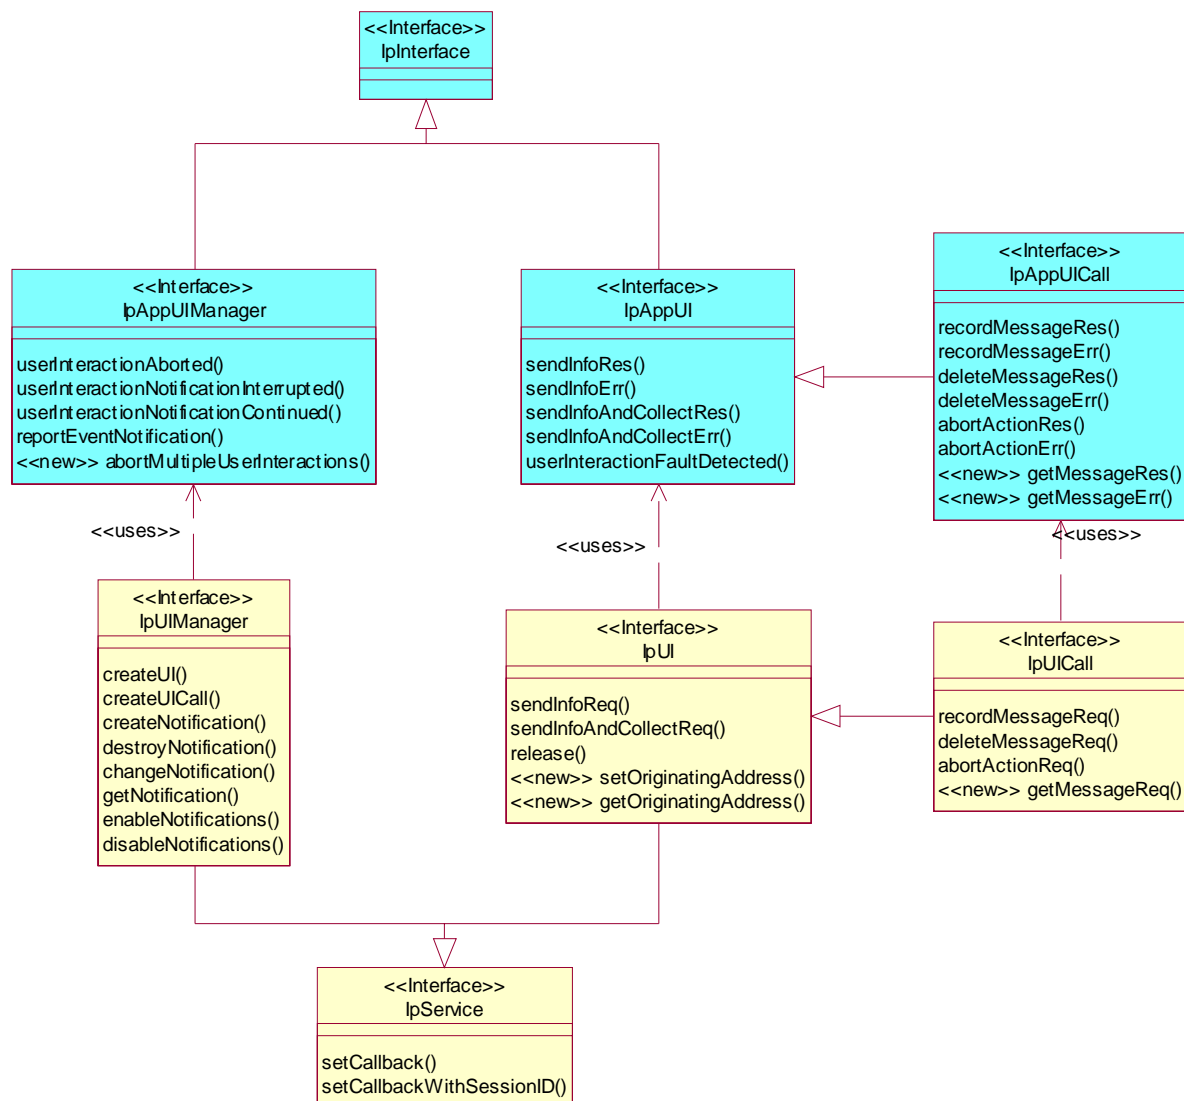 <<Interface>>
IpInterface
<<Interface>>
IpAppUIManager
userInteractionAborted()
userInteractionNotificationInterrupted()
userInteractionNotificationContinued()
reportEventNotification()
<<new>> abortMultipleUserInteractions()
<<Interface>>
IpAppUI
sendInfoRes()
sendInfoErr()
sendInfoAndCollectRes()
sendInfoAndCollectErr()
userInteractionFaultDetected()
<<Interface>>
IpAppUICall
recordMessageRes()
recordMessageErr()
deleteMessageRes()
deleteMessageErr()
abortActionRes()
abortActionErr()
<<new>> getMessageRes()
<<new>> getMessageErr()
<<uses>>
<<uses>>
<<uses>>
<<Interface>>
IpUIManager
createUI()
createUICall()
createNotification()
destroyNotification()
changeNotification()
getNotification()
enableNotifications()
disableNotifications()
<<Interface>>
IpUI
sendInfoReq()
sendInfoAndCollectReq()
release()
<<new>> setOriginatingAddress()
<<new>> getOriginatingAddress()
<<Interface>>
IpUICall
recordMessageReq()
deleteMessageReq()
abortActionReq()
<<new>> getMessageReq()
<<Interface>>
IpService
setCallback()
setCallbackWithSessionID()